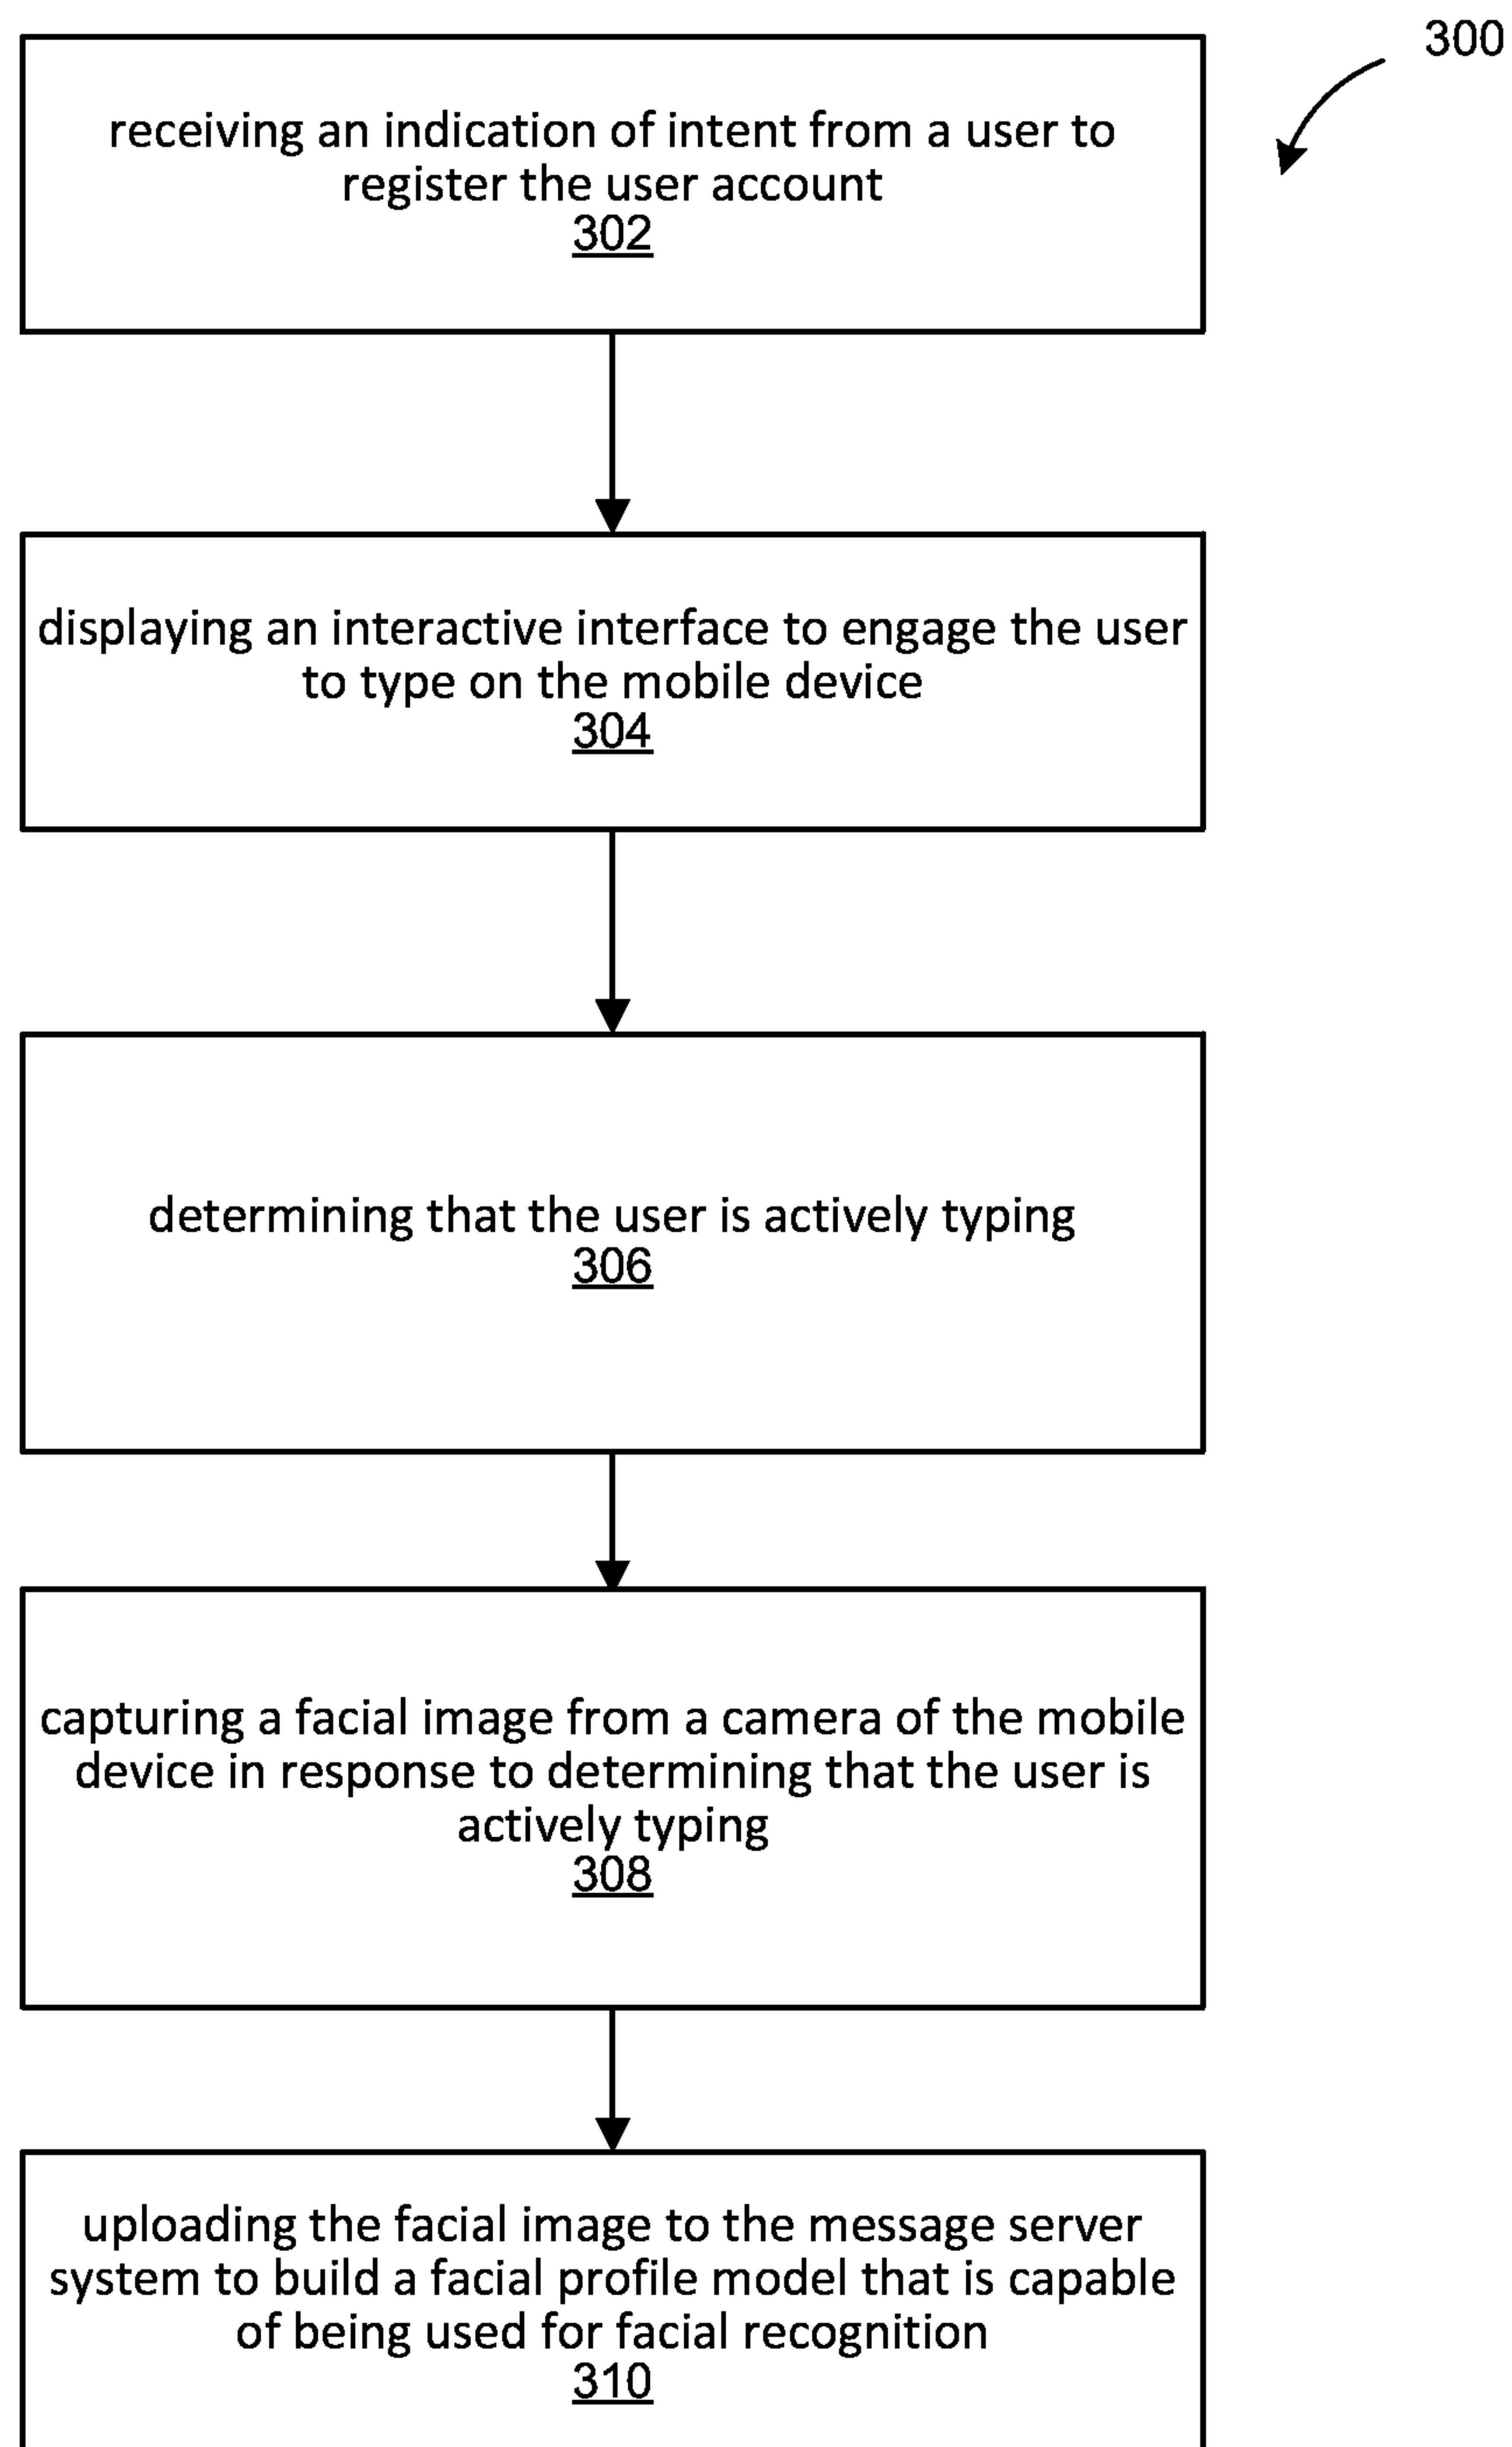 300
receiving an indication of intent from a user to
register the user account
302
displaying an interactive interface to engage the user
to type on the mobile device
304
determining that the user is actively typing
306
capturing a facial image from a camera of the mobile
device in response to determining that the user is
actively typing
308
uploading the facial image to the message server
system to build a facial profile model that is capable
of being used for facial recognition
310